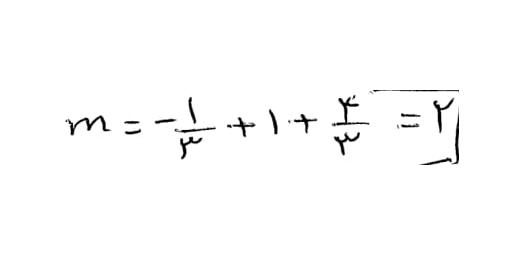 m = -۱/۳ + ۱ + ۴/۳ = ۲